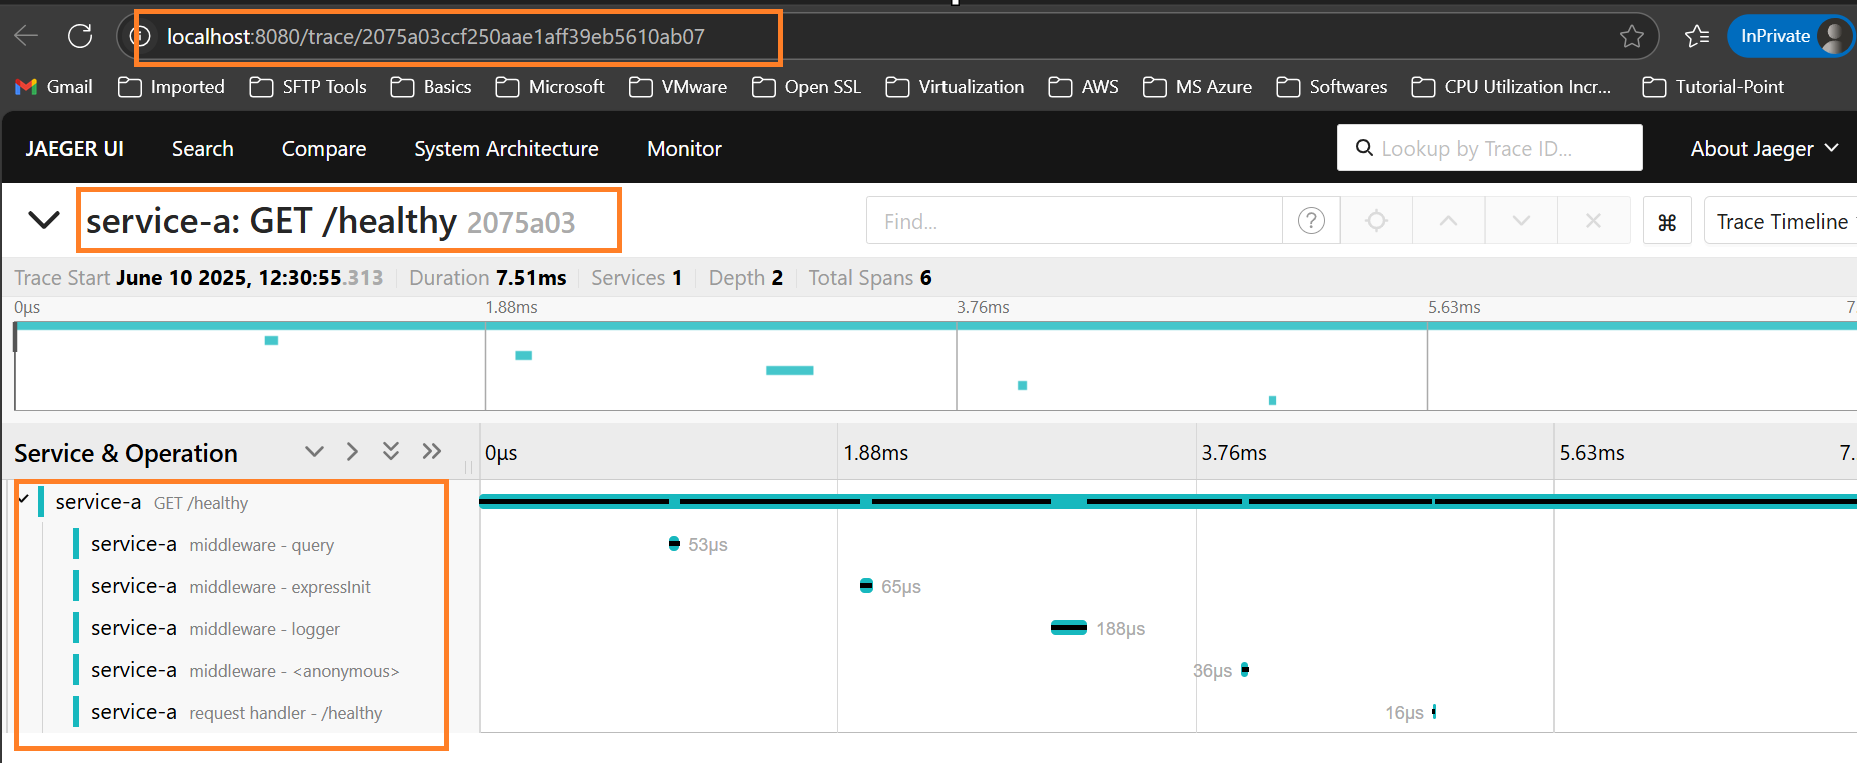 localhost:8080/trace/2075a03ccf250aae1aff39eb5610ab07
InPrivate
Gmail Imported SFTP Tools Basics Microsoft VMware Open SSL Virtualization AWS MS Azure Softwares CPU Utilization Incr... Tutorial-Point
JAEGER UI Search Compare System Architecture Monitor Lookup by Trace ID... About Jaeger
service-a: GET /healthy 2075a03 Find... ? ⌘ Trace Timeline
Trace Start June 10 2025, 12:30:55.313 Duration 7.51ms Services 1 Depth 2 Total Spans 6
0μs 1.88ms 3.76ms 5.63ms 7.
Service & Operation 0μs 1.88ms 3.76ms 5.63ms 7.
service-a GET /healthy
service-a middleware - query 53μs
service-a middleware - expressInit 65μs
service-a middleware - logger 188μs
service-a middleware - <anonymous> 36μs
service-a request handler - /healthy 16μs